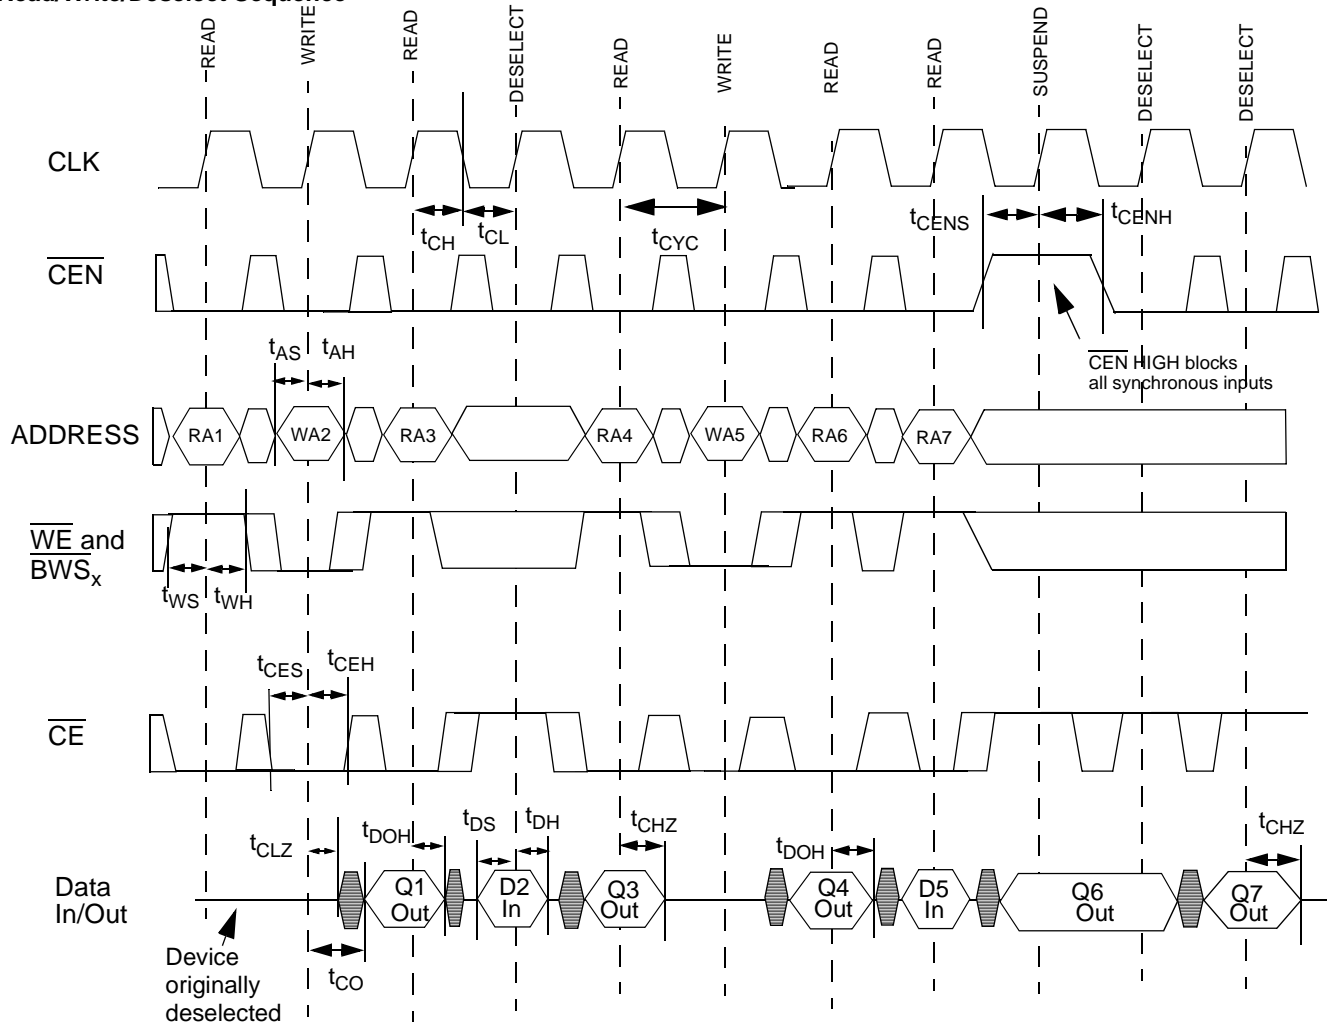 Read/Write/Deselect Sequence
READ
WRITE
READ
DESELECT
READ
WRITE
READ
READ
SUSPEND
DESELECT
DESELECT
CLK
tCH
tCL
tCYC
tCENS
tCENH
CEN
CEN HIGH blocks
all synchronous inputs
tAS
tAH
ADDRESS
RA1
WA2
RA3
RA4
WA5
RA6
RA7
WE and
BWSx
tWS
tWH
tCES
tCEH
CE
tCLZ
tDOH
tDS
tDH
tCHZ
tDOH
tCHZ
Data
In/Out
Q1
Out
D2
In
Q3
Out
Q4
Out
D5
In
Q6
Out
Q7
Out
tCO
Device
originally
deselected